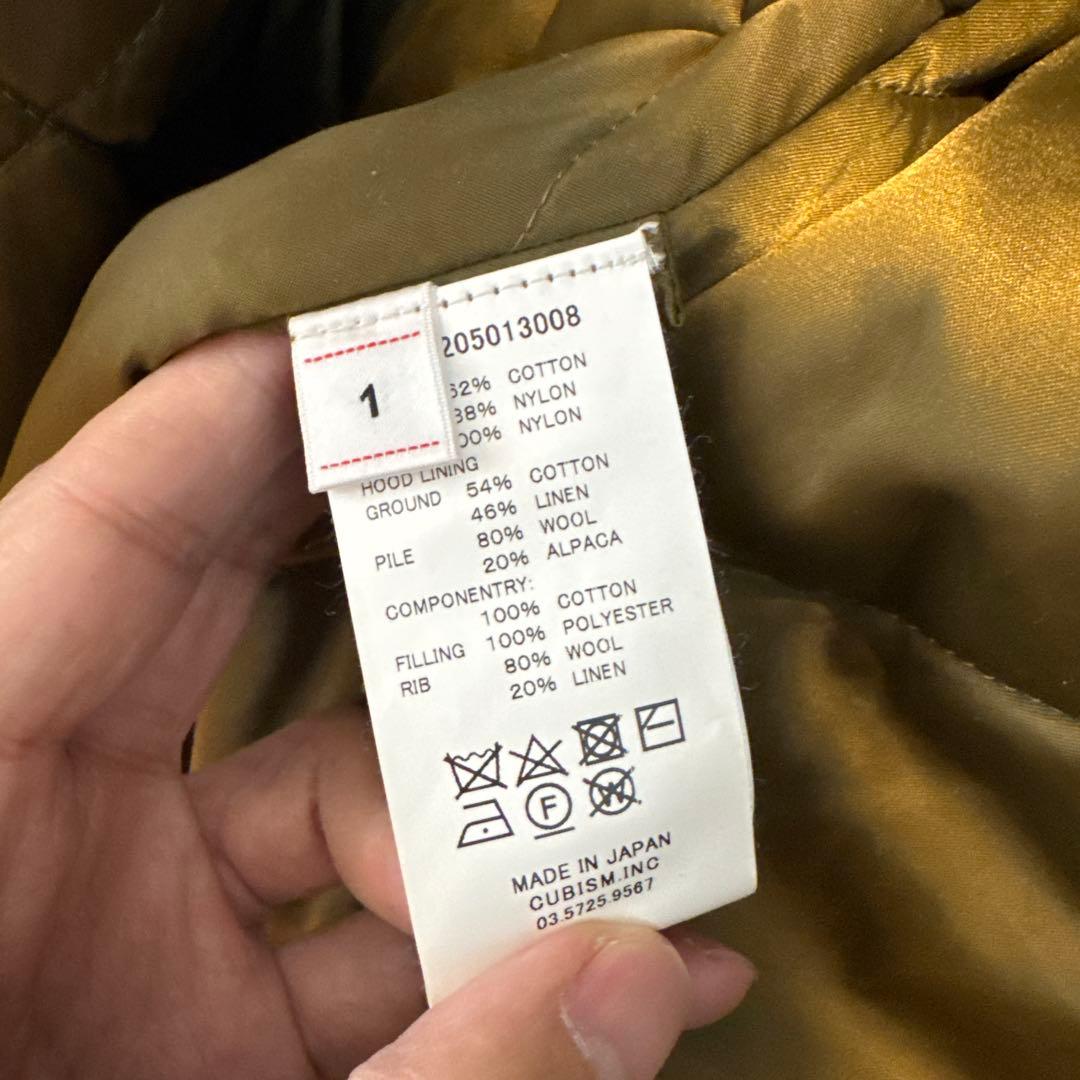 1
205013008
62% COTTON
38% NYLON
00% NYLON
HOOD LINING
GROUND 54% COTTON
46% LINEN
PILE 80% WOOL
20% ALPACA
COMPONENTRY:
100% COTTON
FILLING 100% POLYESTER
RIB 80% WOOL
20% LINEN
F
W
MADE IN JAPAN
CUBISM.INC
03.5725.9567